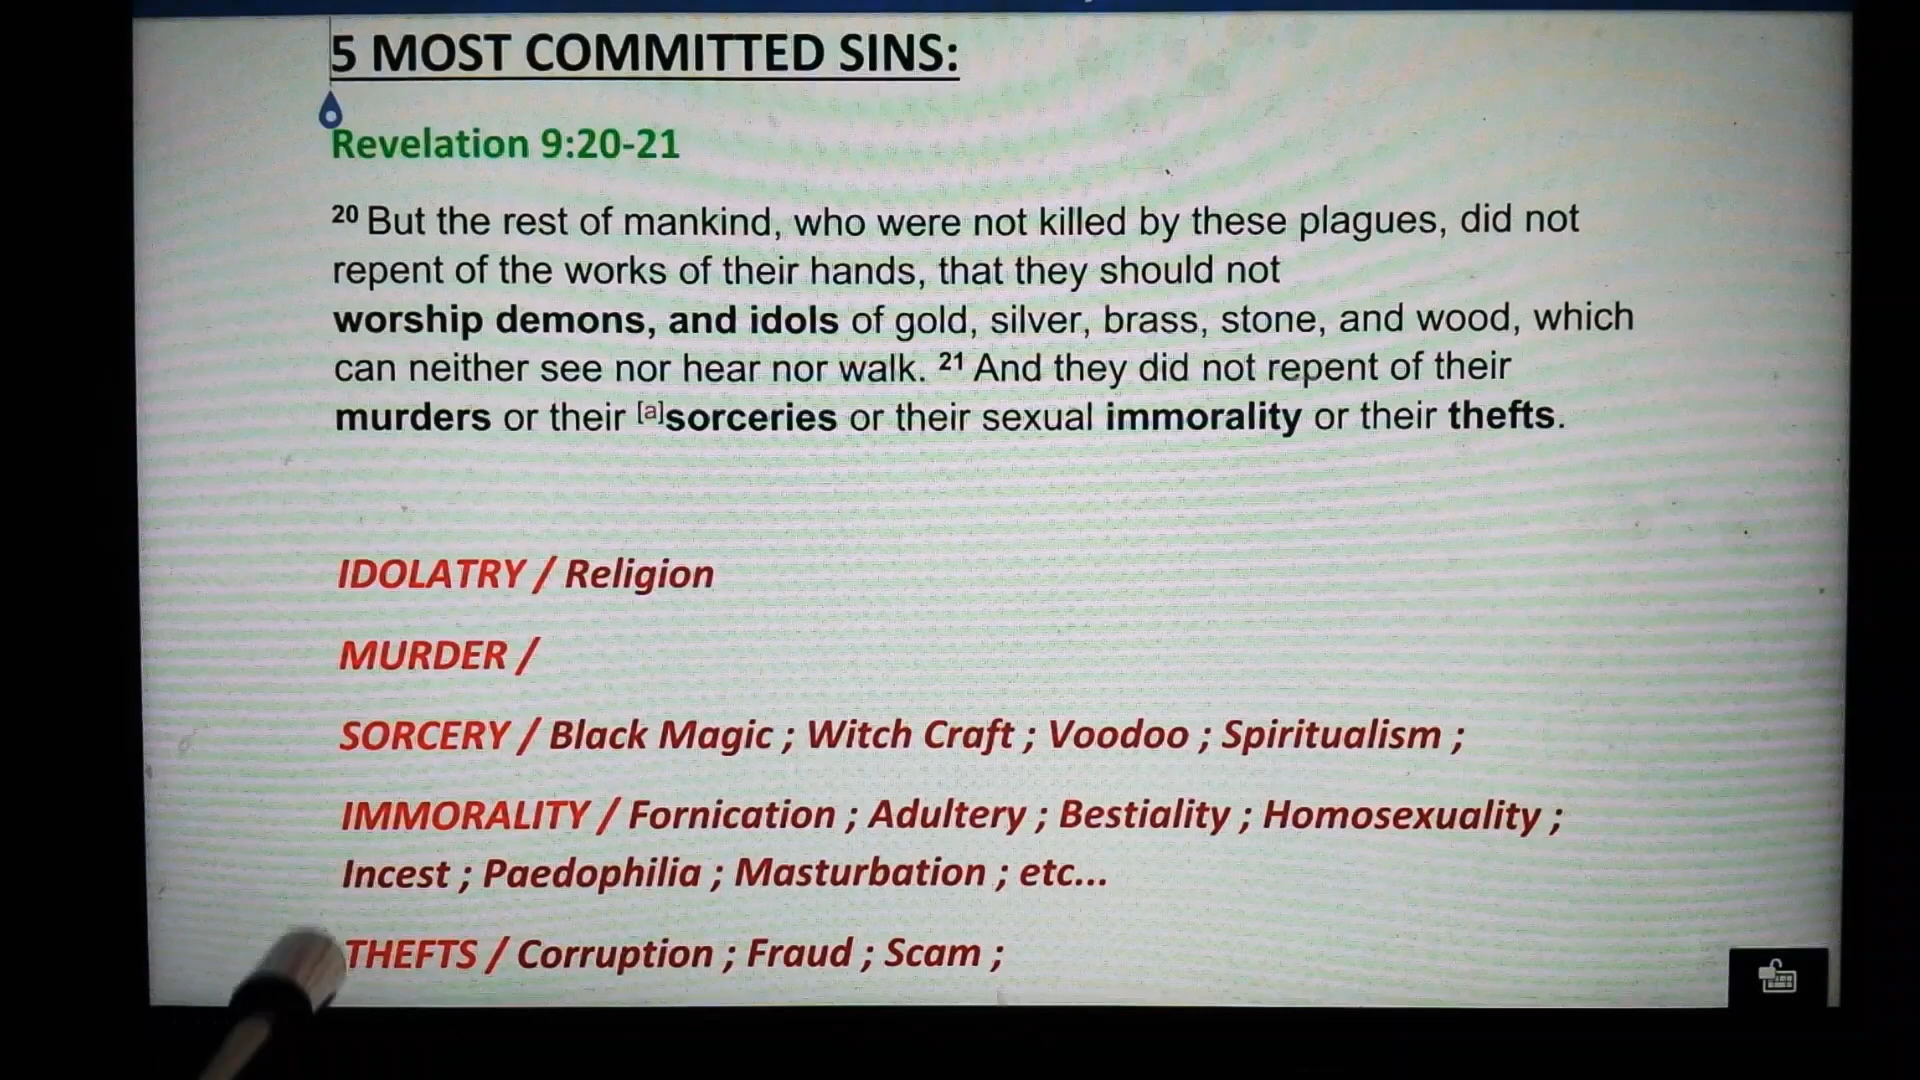 5 MOST COMMITTED SINS:
Revelation 9:20-21
20 But the rest of mankind, who were not killed by these plagues, did not
repent of the works of their hands, that they should not
worship demons, and idols of gold, silver, brass, stone, and wood, which
can neither see nor hear nor walk. 21 And they did not repent of their
murders or their [a]sorceries or their sexual immorality or their thefts.
IDOLATRY / Religion
MURDER /
SORCERY / Black Magic ; Witch Craft ; Voodoo ; Spiritualism ;
IMMORALITY / Fornication ; Adultery ; Bestiality ; Homosexuality ;
Incest ; Paedophilia ; Masturbation ; etc...
THEFTS / Corruption ; Fraud ; Scam ;